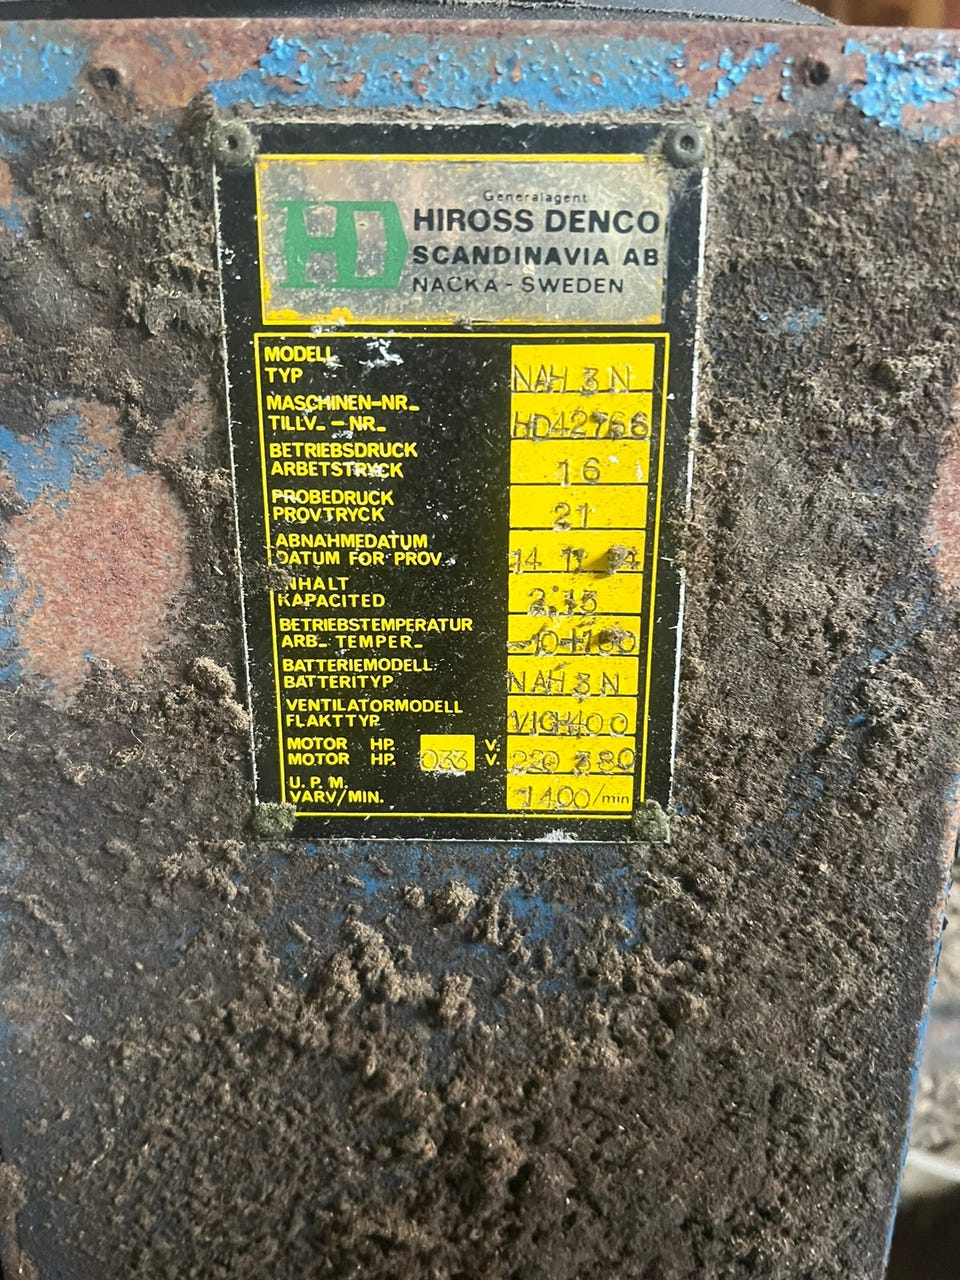 Generalagent
HD HIROSS DENCO
SCANDINAVIA AB
NACKA - SWEDEN
MODELL
TYP NAH 3 N
MASCHINEN-NR.
TILLV. - NR. HD42766
BETRIEBSDRUCK
ARBETSTRYCK 16
PROBEDRUCK
PROVTRYCK 21
ABNAHMEDATUM
DATUM FOR PROV. 14
INHALT
KAPACITED
BETRIEBSTEMPERATUR
ARB. TEMPER.
BATTERIEMODELL
BATTERITYP. NAH 3 N
VENTILATORMODELL
FLAKTTYP VICH400
MOTOR HP. V.
MOTOR HP. 033 V. 220 380
U.P.M.
VARV/MIN. 1400/min